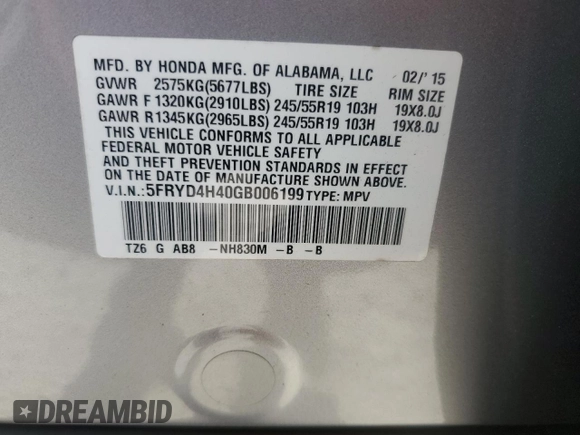 MFD. BY HONDA MFG. OF ALABAMA, LLC 02/'15
GVWR 2575KG(5677LBS) TIRE SIZE RIM SIZE
GAWR F 1320KG(2910LBS) 245/55R19 103H 19X8.0J
GAWR R 1345KG(2965LBS) 245/55R19 103H 19X8.0J
THIS VEHICLE CONFORMS TO ALL APPLICABLE
FEDERAL MOTOR VEHICLE SAFETY
AND THEFT PREVENTION STANDARDS IN EFFECT
ON THE DATE OF MANUFACTURE SHOWN ABOVE.
V.I.N.:5FRYD4H40GB006199 TYPE: MPV
TZ6 G AB8 -NH830M -B -B
DREAMBID